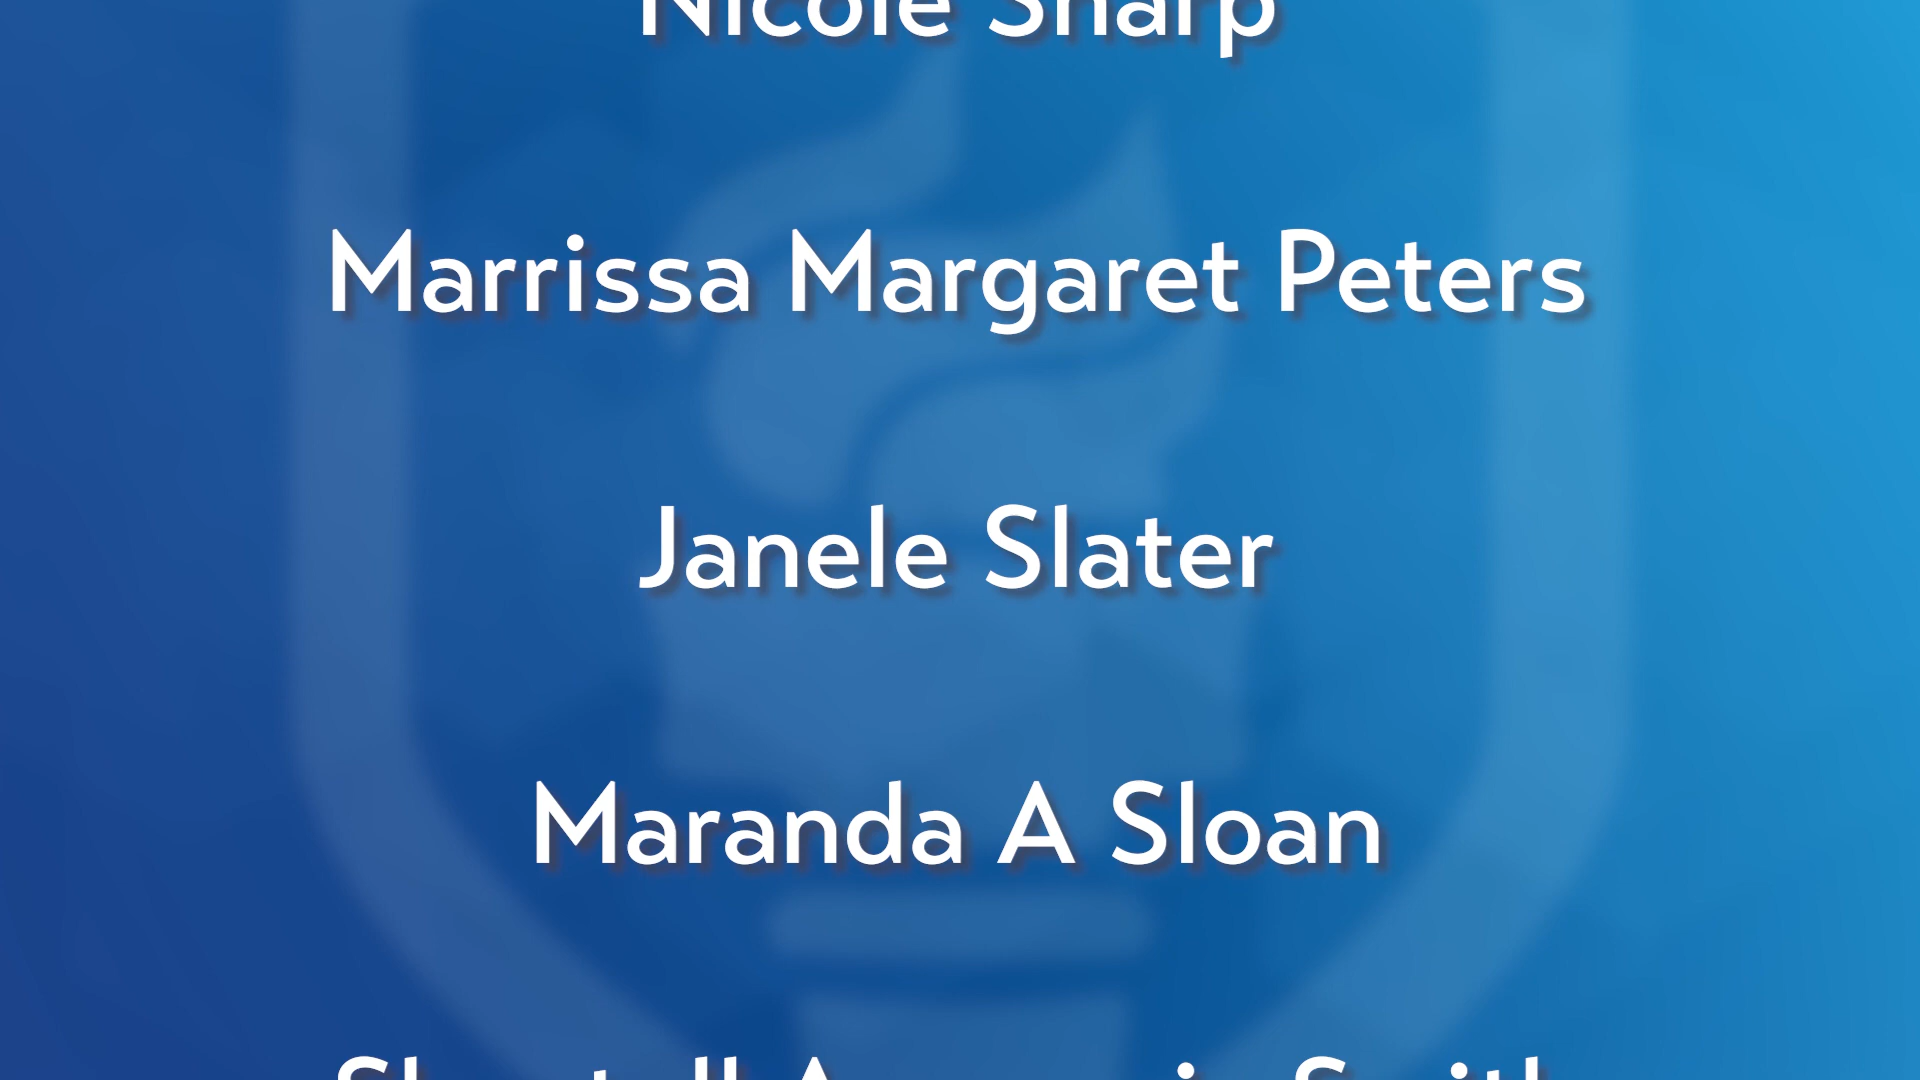 Nicole Sharp
Marrissa Margaret Peters
Janele Slater
Maranda A Sloan